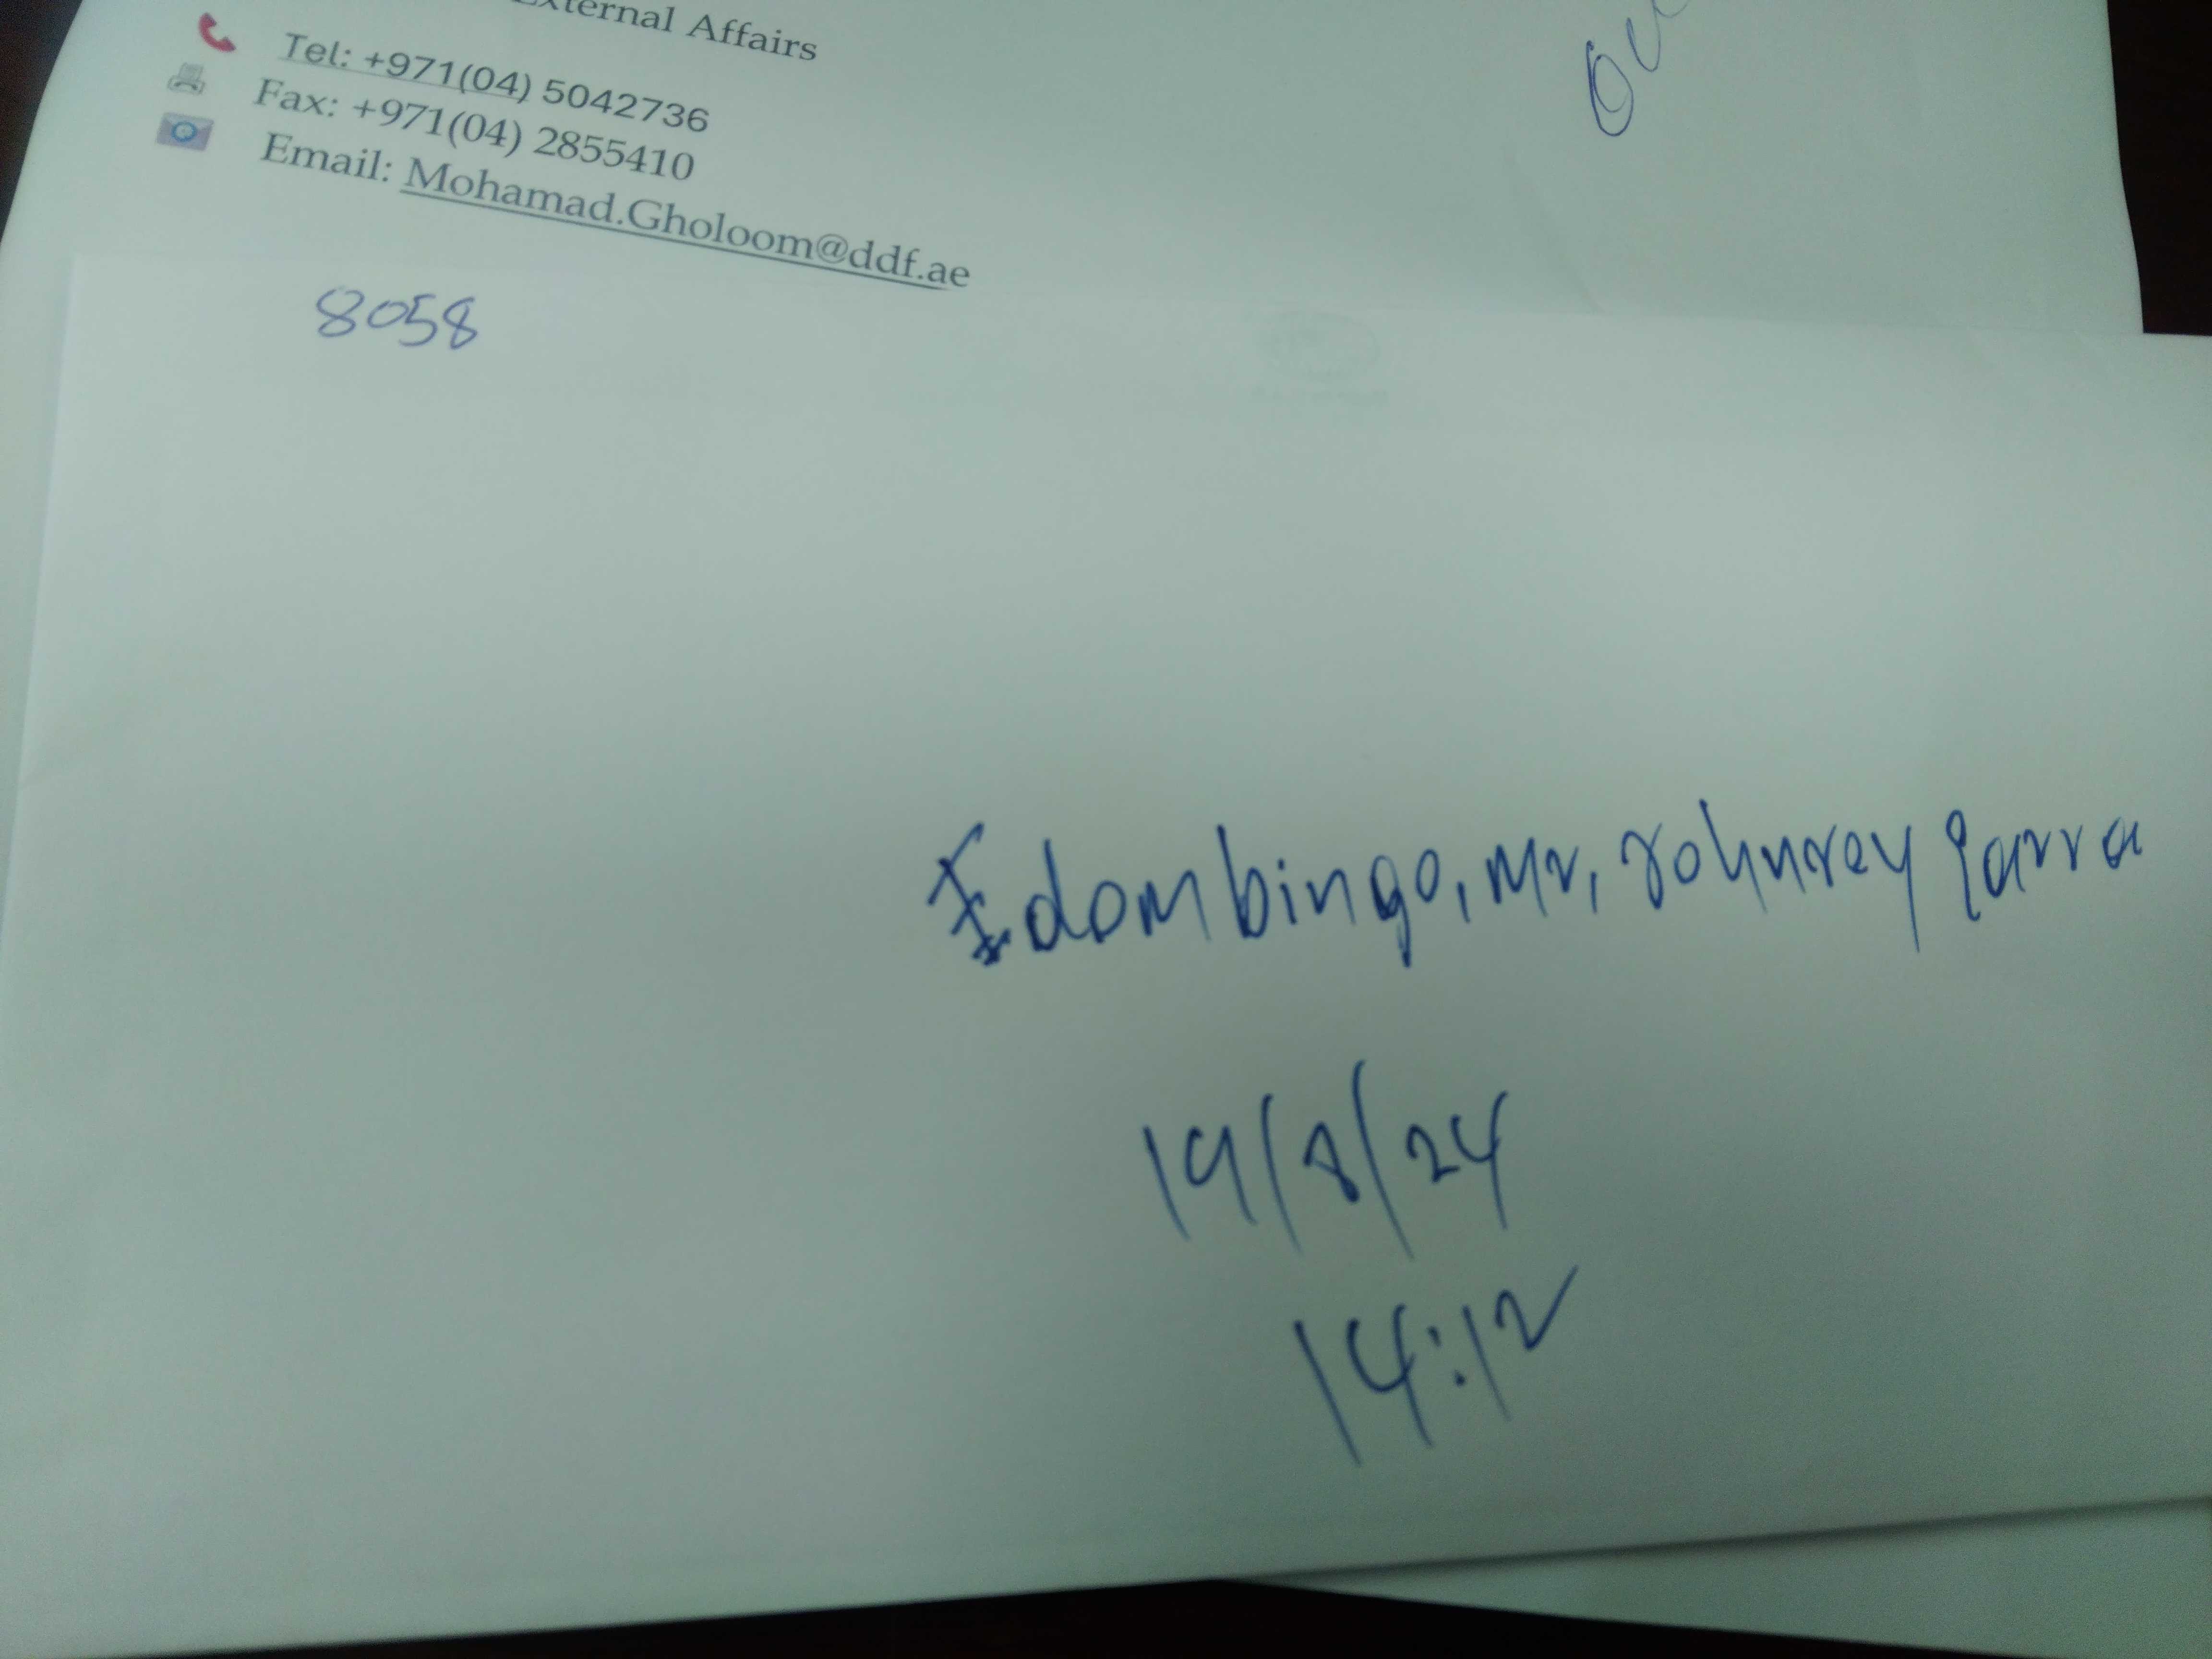 External Affairs
Tel: +971(04) 5042736
Fax: +971(04) 2855410
Email: Mohamad.Gholoom@ddf.ae
8058
dombingo, Mr, Johnrey Parra
19/8/24
14:12